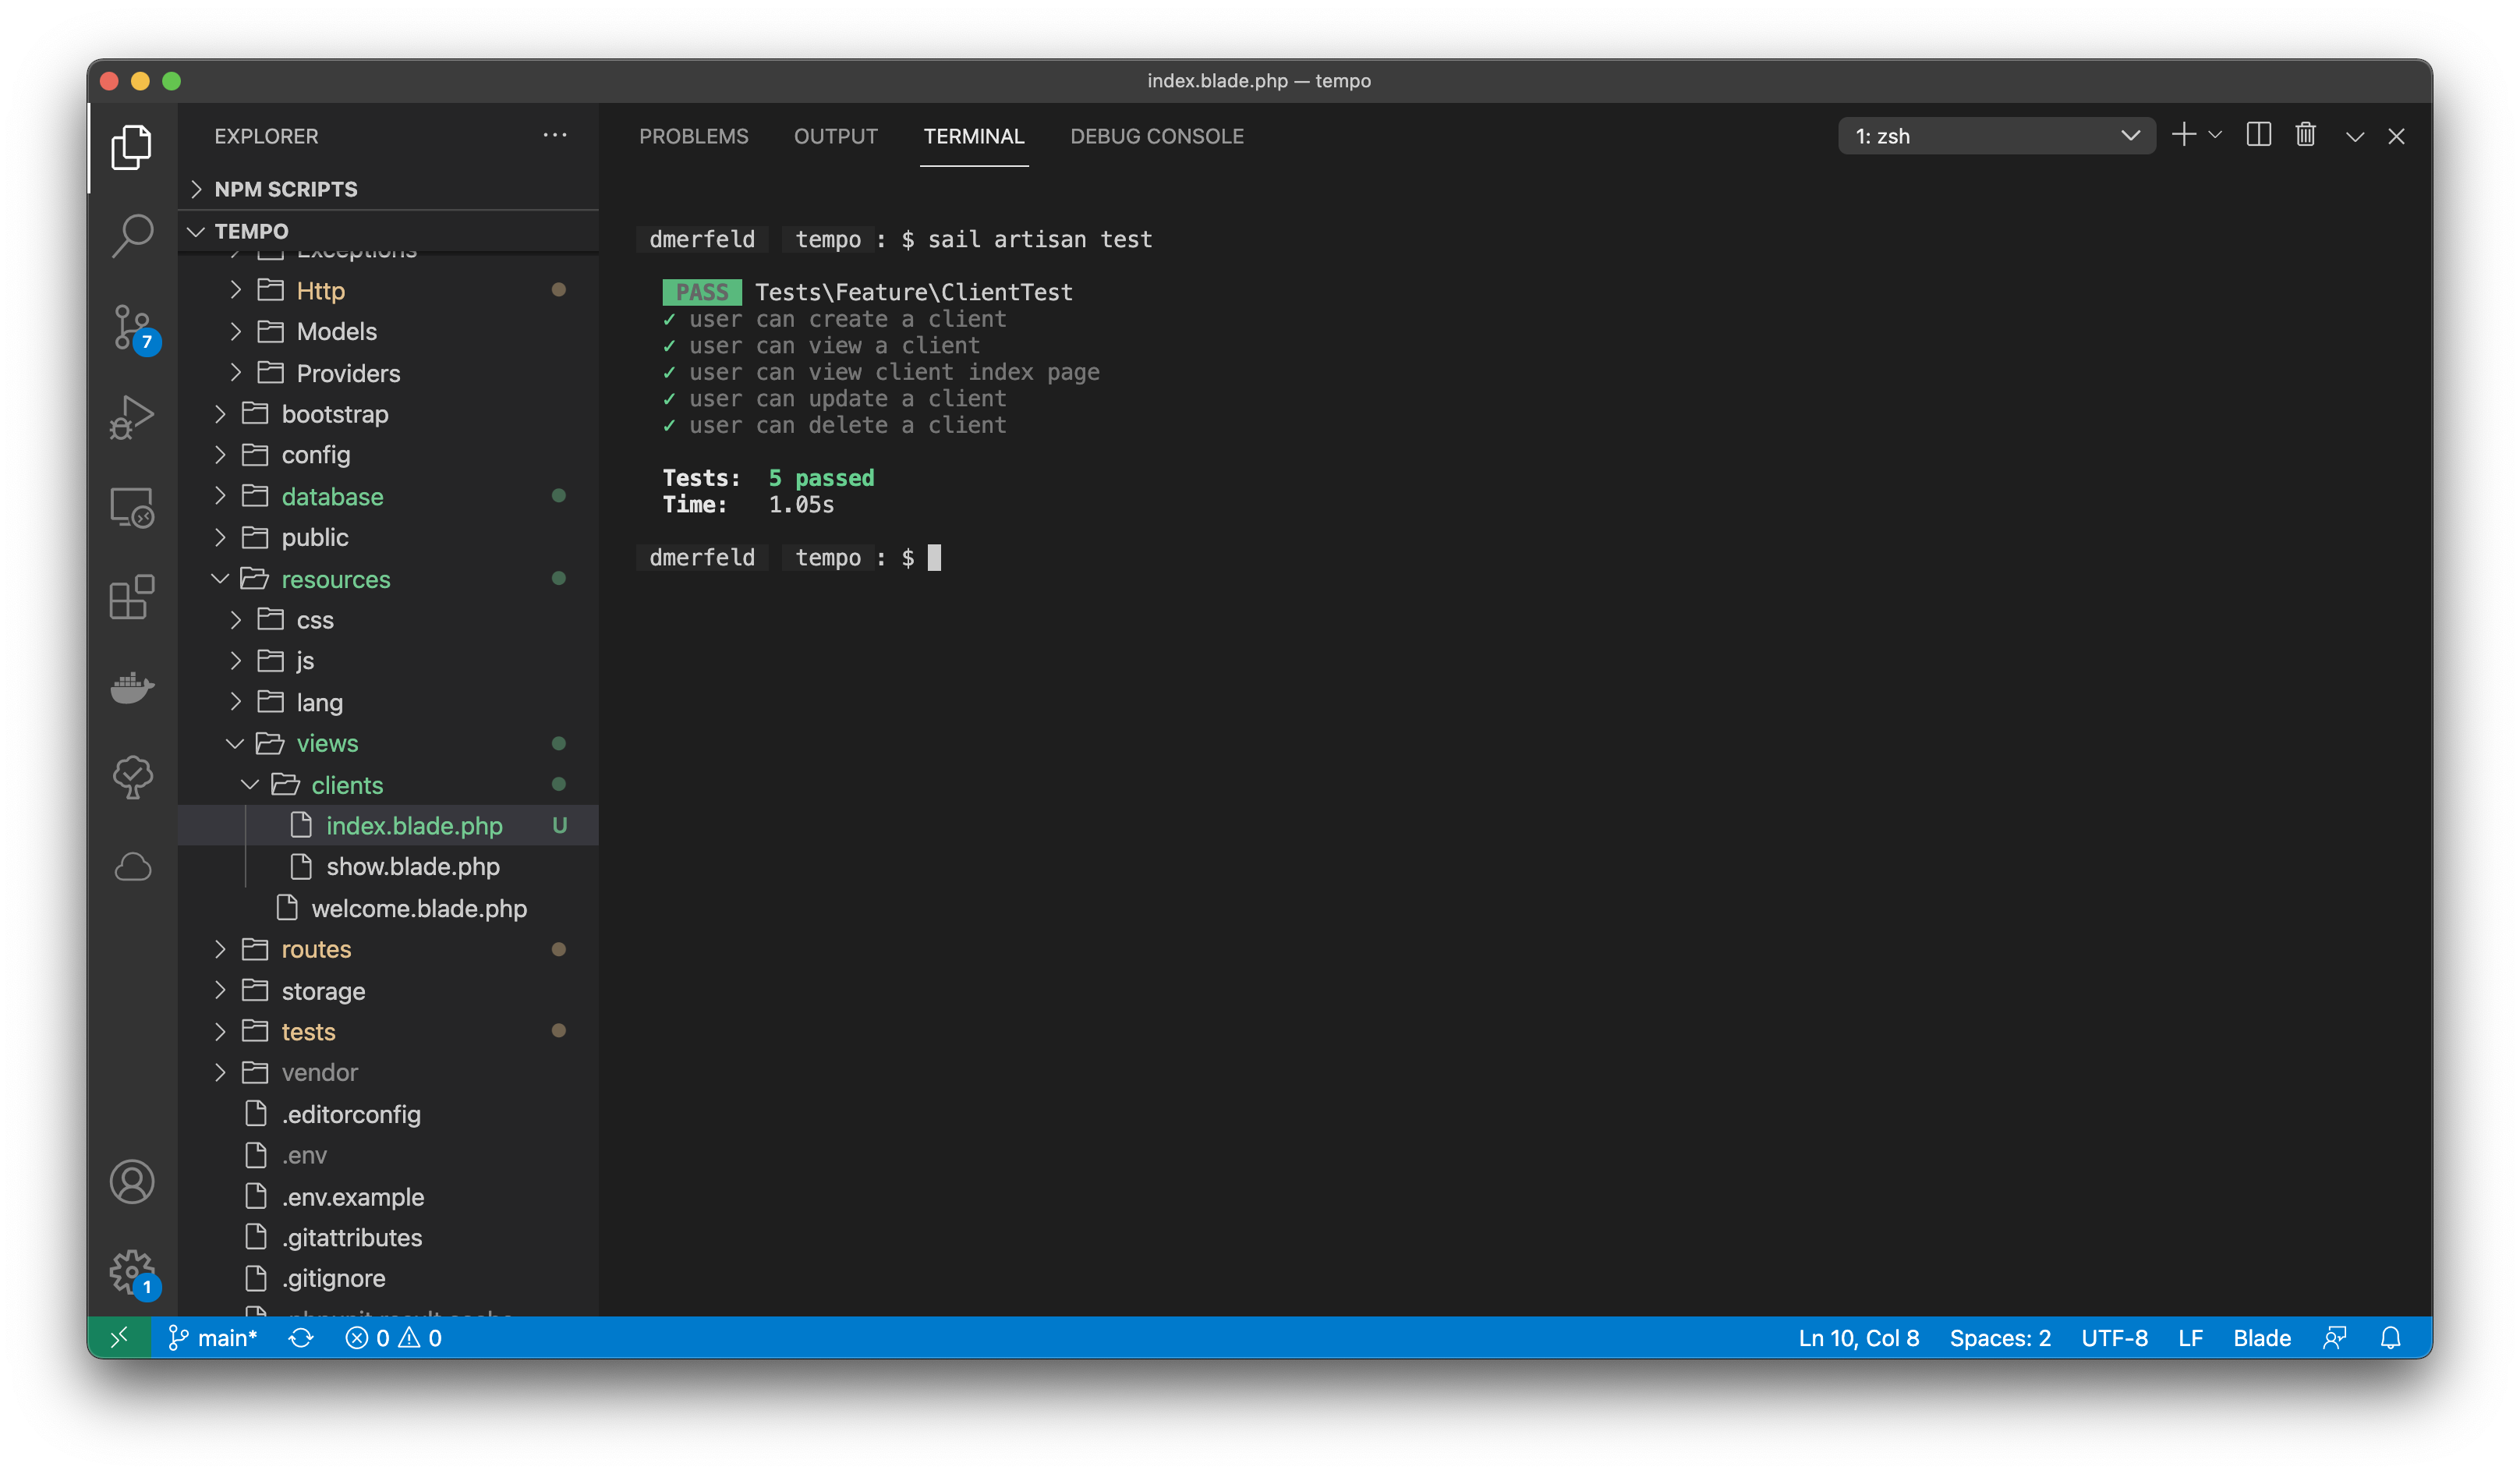 index.blade.php — tempo
EXPLORER
NPM SCRIPTS
TEMPO
Exceptions
Http
Models
Providers
bootstrap
config
database
public
resources
css
js
lang
views
clients
index.blade.php U
show.blade.php
welcome.blade.php
routes
storage
tests
vendor
.editorconfig
.env
.env.example
.gitattributes
.gitignore
7
1
PROBLEMS OUTPUT TERMINAL DEBUG CONSOLE 1: zsh
dmerfeld tempo : $ sail artisan test
PASS Tests\Feature\ClientTest
✓ user can create a client
✓ user can view a client
✓ user can view client index page
✓ user can update a client
✓ user can delete a client
Tests: 5 passed
Time: 1.05s
dmerfeld tempo : $
main* 0 0 Ln 10, Col 8 Spaces: 2 UTF-8 LF Blade